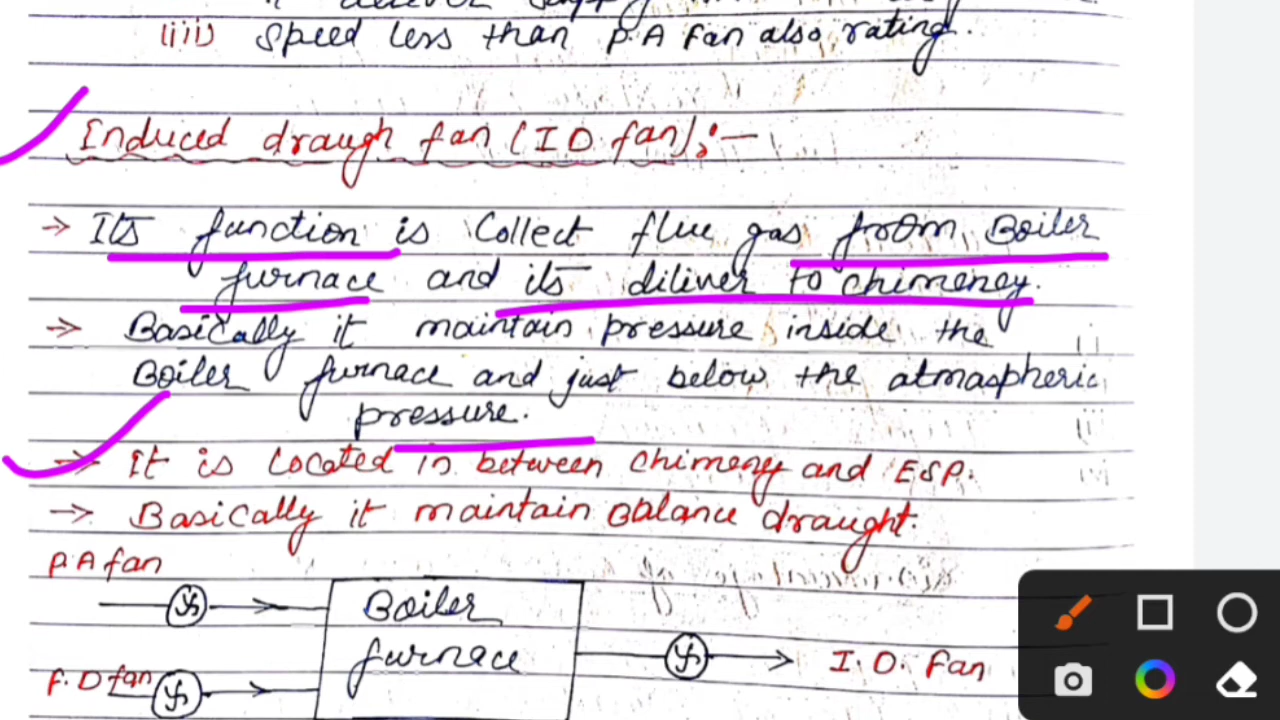 (iii) Speed less than P.A fan also rating.
Induced draugh fan (I D fan):-
→ Its function is Collect flue gas from Boiler
furnace and its diliver to chimeney.
→ Basically it maintain pressure inside the
Boiler furnace and just below the atmaspheric
pressure.
→ It is Located in between chimeny and ESP.
→ Basically it maintain Balance draught.
P.A fan
Boiler
furnace
I.D. fan
F.D fan